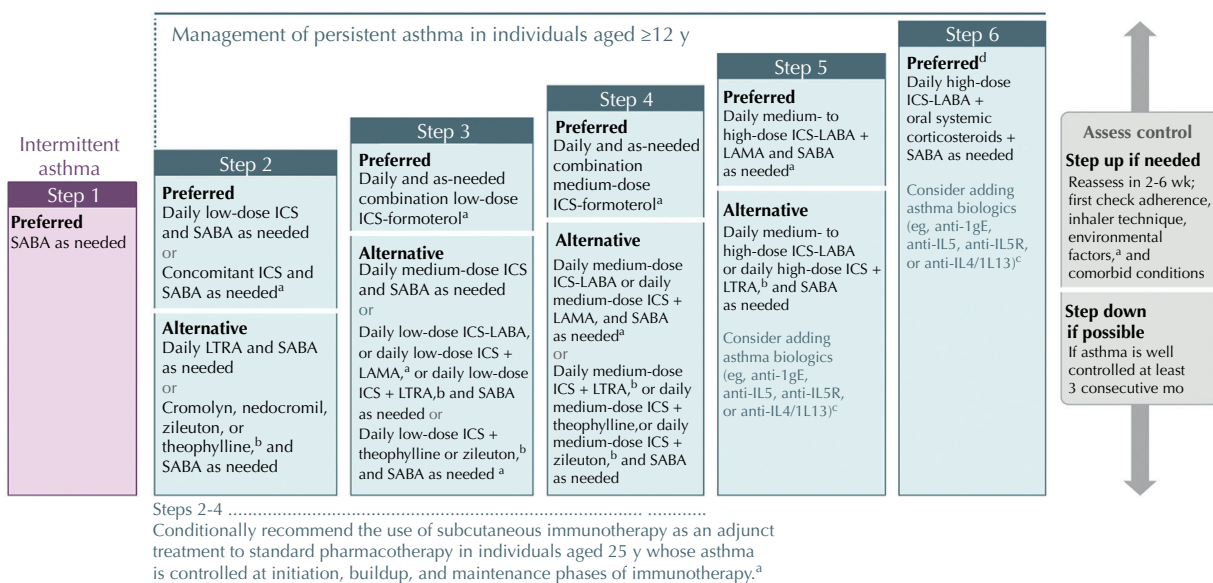 Management of persistent asthma in individuals aged ≥12 y
Intermittent
asthma
Step 1
Preferred
SABA as needed
Step 2
Preferred
Daily low-dose ICS
and SABA as needed
or
Concomitant ICS and
SABA as neededa
Alternative
Daily LTRA and SABA
as needed
or
Cromolyn, nedocromil,
zileuton, or
theophylline,b and
SABA as needed
Step 3
Preferred
Daily and as-needed
combination low-dose
ICS-formoterola
Alternative
Daily medium-dose ICS
and SABA as needed
or
Daily low-dose ICS-LABA,
or daily low-dose ICS +
LAMA,a or daily low-dose
ICS + LTRA,b and SABA
as needed or
Daily low-dose ICS +
theophylline or zileuton,b
and SABA as needed a
Step 4
Preferred
Daily and as-needed
combination
medium-dose
ICS-formoterola
Alternative
Daily medium-dose
ICS-LABA or daily
medium-dose ICS +
LAMA, and SABA
as neededa
or
Daily medium-dose
ICS + LTRA,b or daily
medium-dose ICS +
theophylline,or daily
medium-dose ICS +
zileuton,b and SABA
as needed
Step 5
Preferred
Daily medium- to
high-dose ICS-LABA +
LAMA and SABA
as neededa
Alternative
Daily medium- to
high-dose ICS-LABA
or daily high-dose ICS +
LTRA,b and SABA
as needed
Consider adding
asthma biologics
(eg, anti-1gE,
anti-IL5, anti-IL5R,
or anti-IL4/1L13)c
Step 6
Preferredd
Daily high-dose
ICS-LABA +
oral systemic
corticosteroids +
SABA as needed
Consider adding
asthma biologics
(eg, anti-1gE,
anti-IL5, anti-IL5R,
or anti-IL4/1L13)c
Assess control
Step up if needed
Reassess in 2-6 wk;
first check adherence,
inhaler technique,
environmental
factors,a and
comorbid conditions
Step down
if possible
If asthma is well
controlled at least
3 consecutive mo
Steps 2-4 ........................................................................ ............
Conditionally recommend the use of subcutaneous immunotherapy as an adjunct
treatment to standard pharmacotherapy in individuals aged 25 y whose asthma
is controlled at initiation, buildup, and maintenance phases of immunotherapy.a